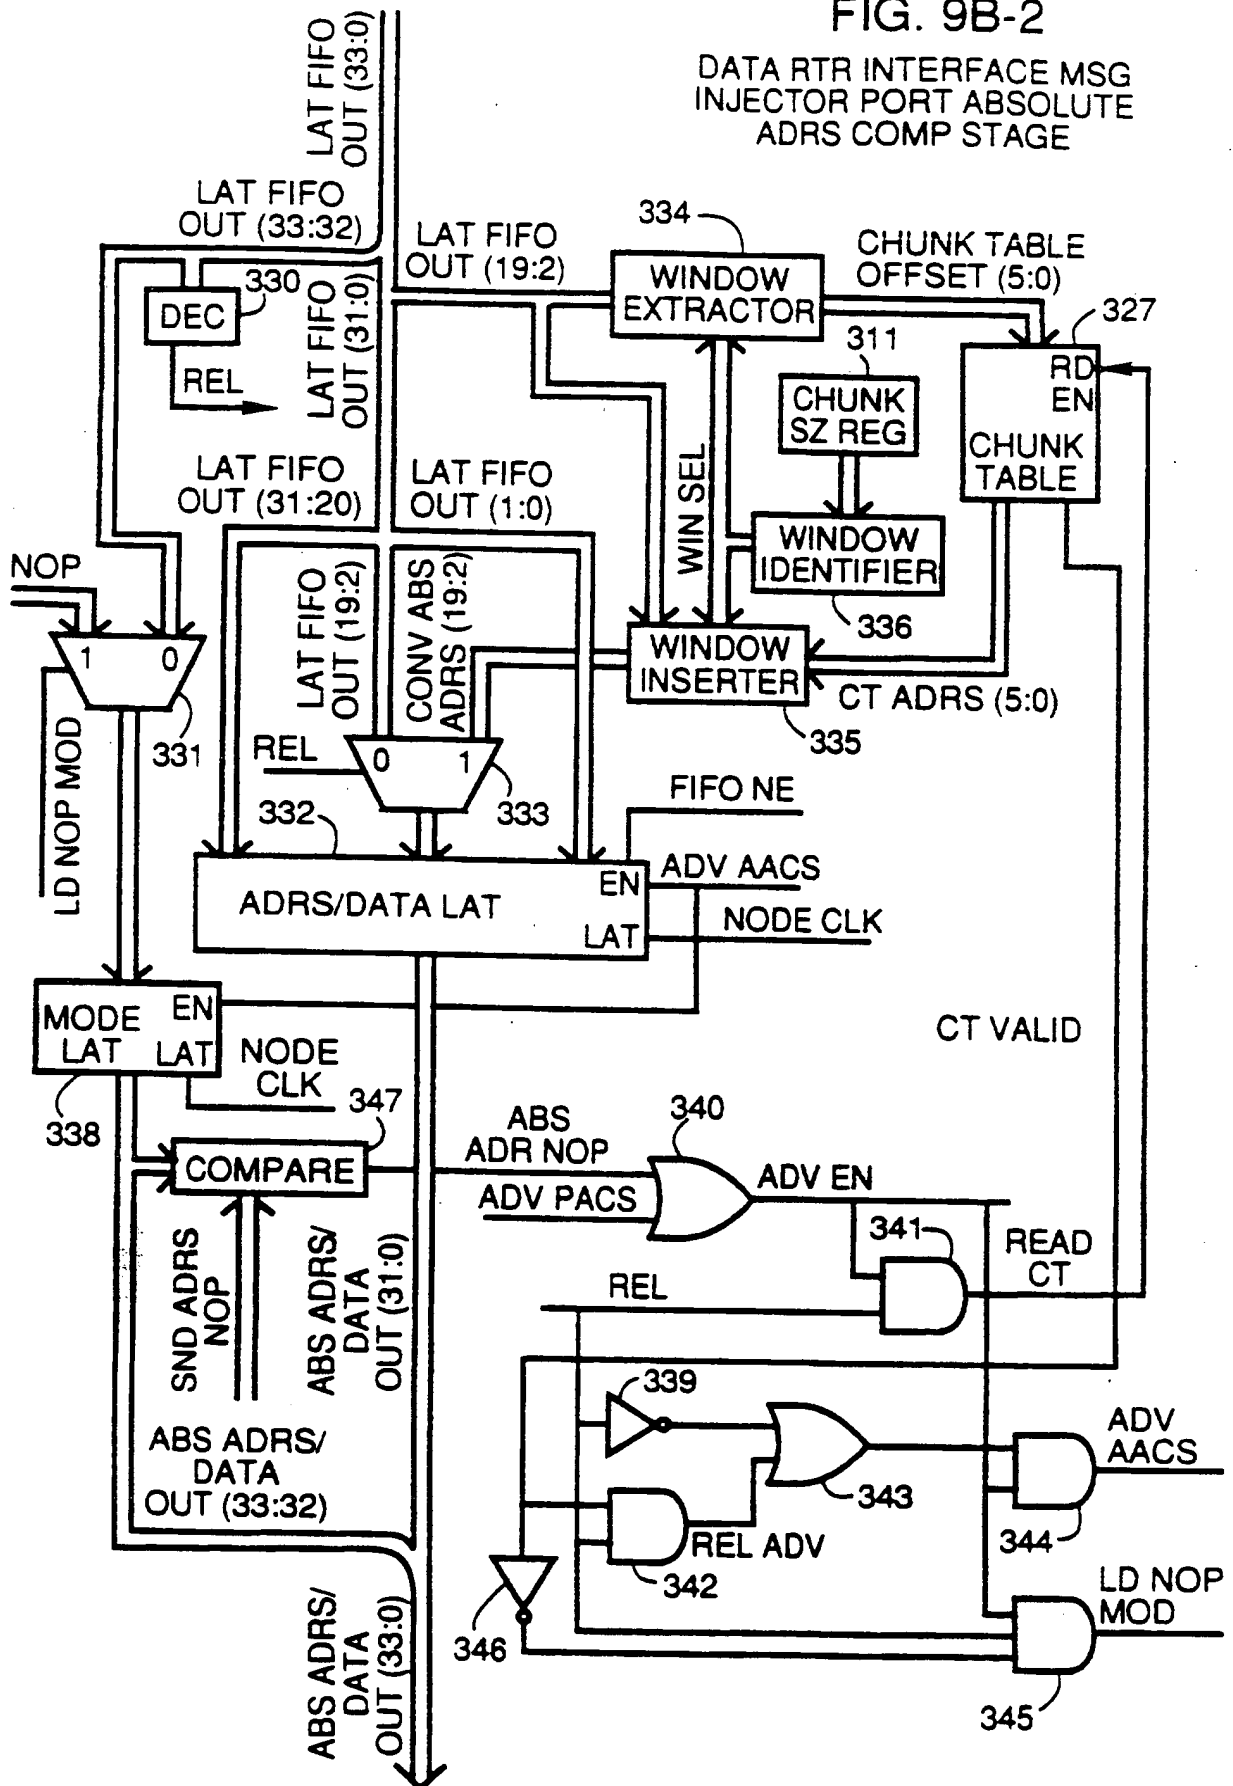 FIG. 9B-2
DATA RTR INTERFACE MSG
INJECTOR PORT ABSOLUTE
ADRS COMP STAGE
LAT FIFO
OUT (33:0)
LAT FIFO
OUT (33:32)
LAT FIFO
OUT (19:2)
334
WINDOW
EXTRACTOR
CHUNK TABLE
OFFSET (5:0)
330
DEC
REL
LAT FIFO
OUT (31:0)
327
RD
EN
CHUNK
TABLE
311
CHUNK
SZ REG
LAT FIFO
OUT (31:20)
LAT FIFO
OUT (1:0)
WIN SEL
WINDOW
IDENTIFIER
336
NOP
1
0
331
LD NOP MOD
LAT FIFO
OUT (19:2)
CONV ABS
ADRS (19:2)
WINDOW
INSERTER
335
CT ADRS (5:0)
REL
0
1
333
332
FIFO NE
ADRS/DATA LAT
EN
LAT
ADV AACS
NODE CLK
MODE
LAT
EN
LAT
NODE
CLK
338
CT VALID
347
COMPARE
ABS
ADR NOP
ADV PACS
340
ADV EN
341
READ
CT
REL
SND ADRS
NOP
ABS ADRS/
DATA
OUT (31:0)
339
343
ADV
AACS
344
ABS ADRS/
DATA
OUT (33:32)
REL ADV
342
346
LD NOP
MOD
345
ABS ADRS/
DATA
OUT (33:0)